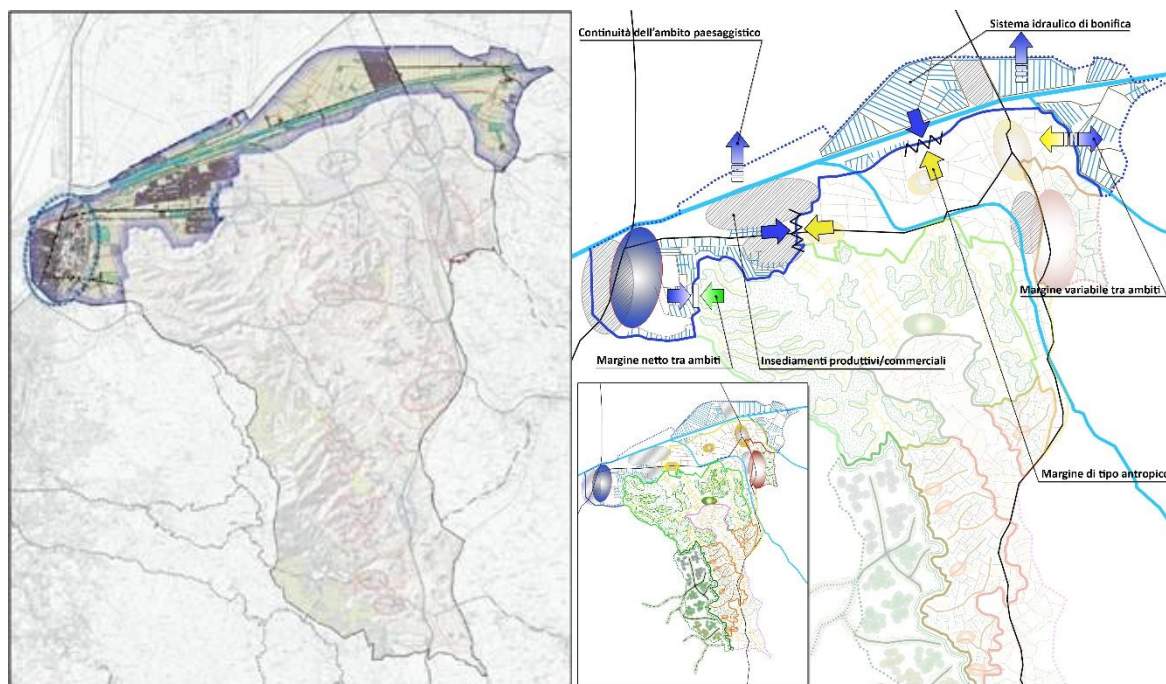 Continuità dell'ambito paesaggistico
Sistema idraulico di bonifica
Margine variabile tra ambiti
Margine netto tra ambiti
Insediamenti produttivi/commerciali
Margine di tipo antropico